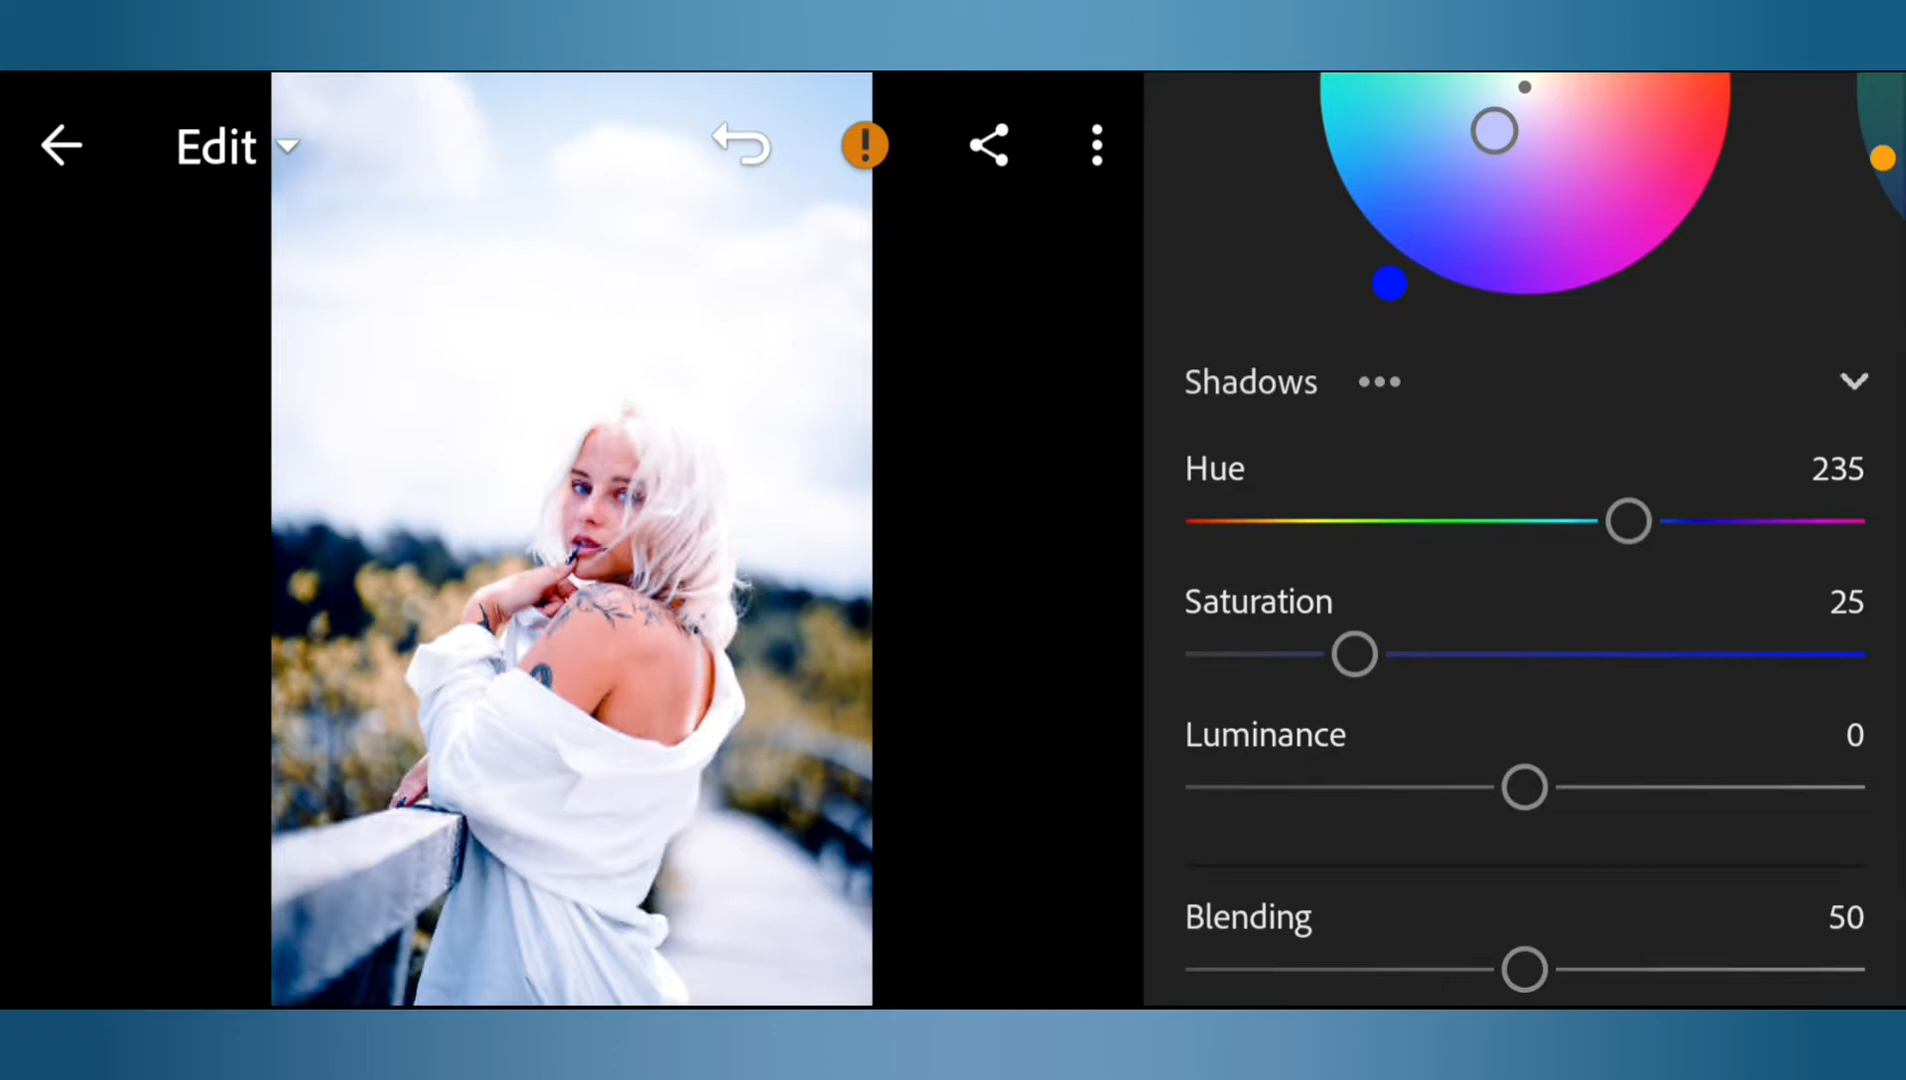 Edit
Shadows
Hue 235
Saturation 25
Luminance 0
Blending 50